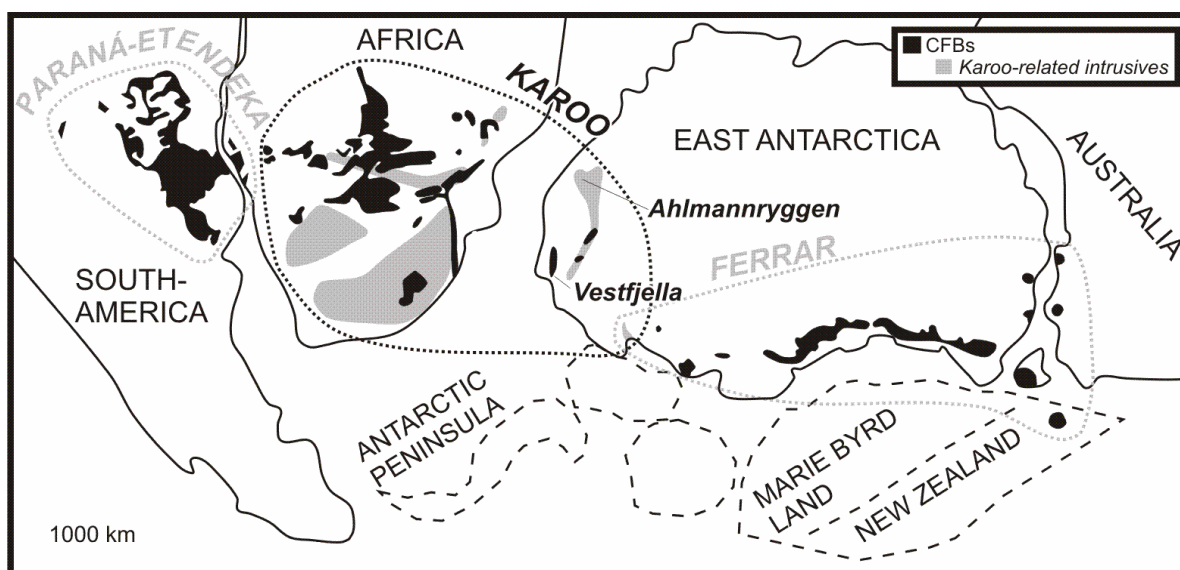 PARANÁ-ETENDEKA
AFRICA
KAROO
CFBs
Karoo-related intrusives
EAST ANTARCTICA
AUSTRALIA
Ahlmannryggen
FERRAR
Vestfjella
SOUTH-
AMERICA
ANTARCTIC
PENINSULA
MARIE BYRD
LAND
NEW ZEALAND
1000 km